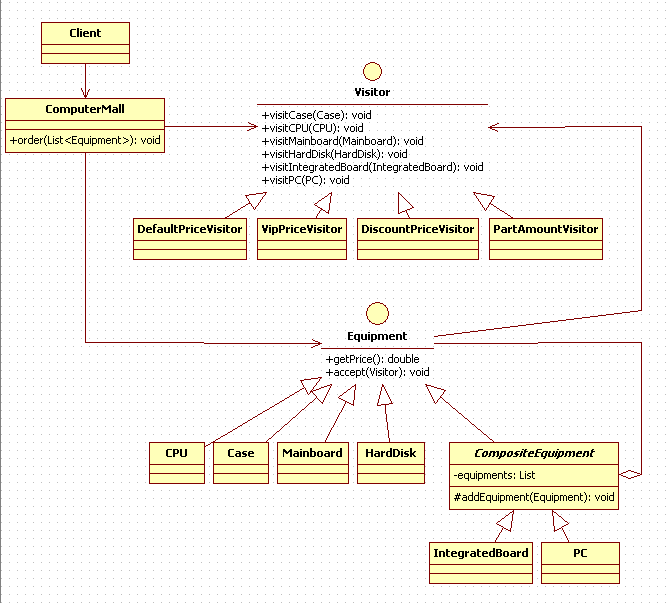 Client
ComputerMall
+order(List<Equipment>): void
Visitor
+visitCase(Case): void
+visitCPU(CPU): void
+visitMainboard(Mainboard): void
+visitHardDisk(HardDisk): void
+visitIntegratedBoard(IntegratedBoard): void
+visitPC(PC): void
DefaultPriceVisitor
VipPriceVisitor
DiscountPriceVisitor
PartAmountVisitor
Equipment
+getPrice(): double
+accept(Visitor): void
CPU
Case
Mainboard
HardDisk
CompositeEquipment
-equipments: List
#addEquipment(Equipment): void
IntegratedBoard
PC